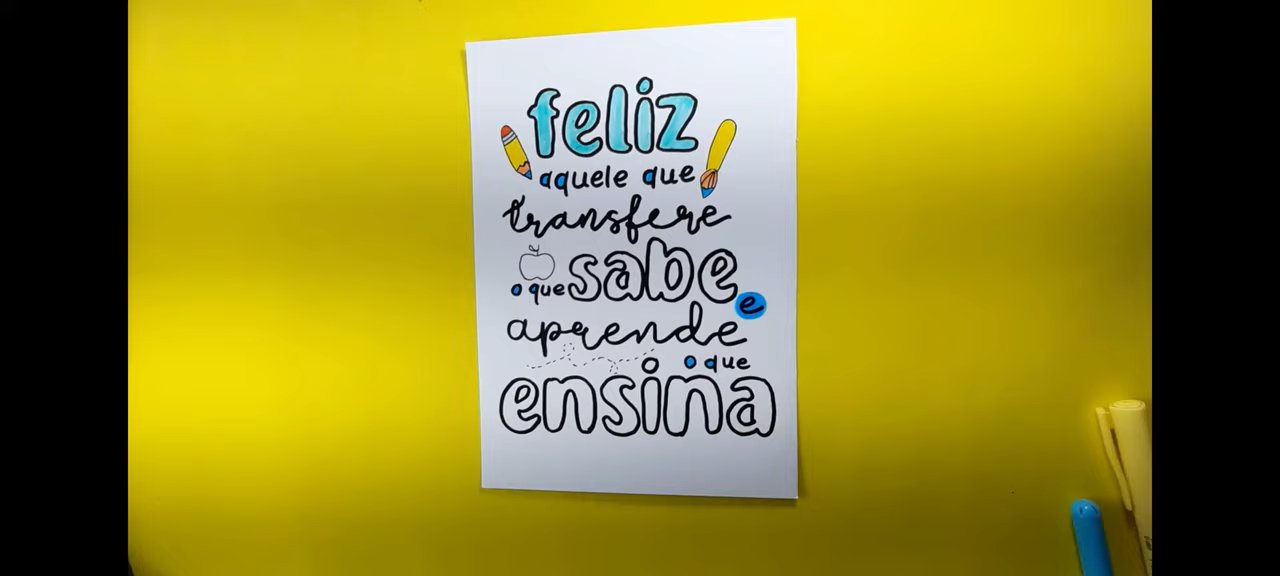 feliz
aquele que
transfere
o que sabe e
aprende
o que
ensina